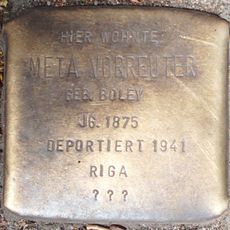 HIER WOHNTE
META VORREUTER
GEB. BOLEY
JG. 1875
DEPORTIERT 1941
RIGA
? ? ?